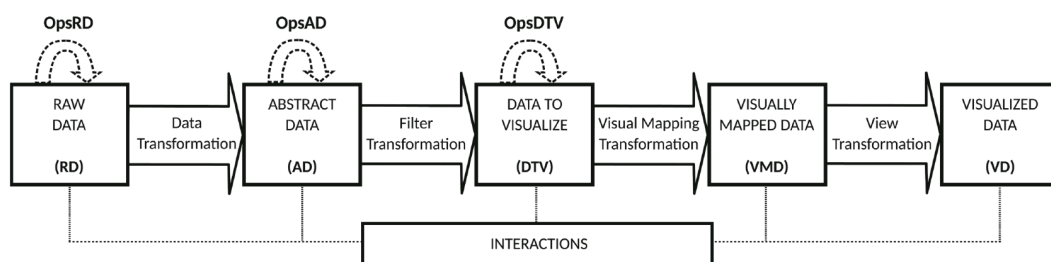 OpsRD
OpsAD
OpsDTV
RAW
DATA
(RD)
Data
Transformation
ABSTRACT
DATA
(AD)
Filter
Transformation
DATA TO
VISUALIZE
(DTV)
Visual Mapping
Transformation
VISUALLY
MAPPED DATA
(VMD)
View
Transformation
VISUALIZED
DATA
(VD)
INTERACTIONS